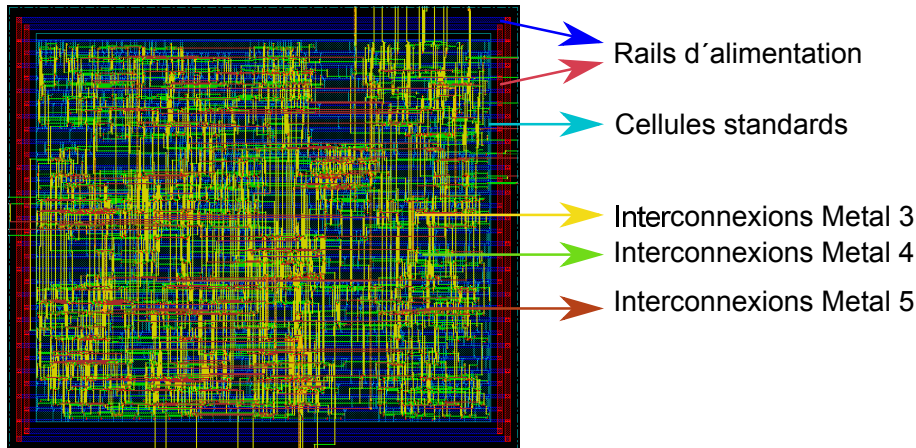 Rails d´alimentation
Cellules standards
Interconnexions Metal 3
Interconnexions Metal 4
Interconnexions Metal 5